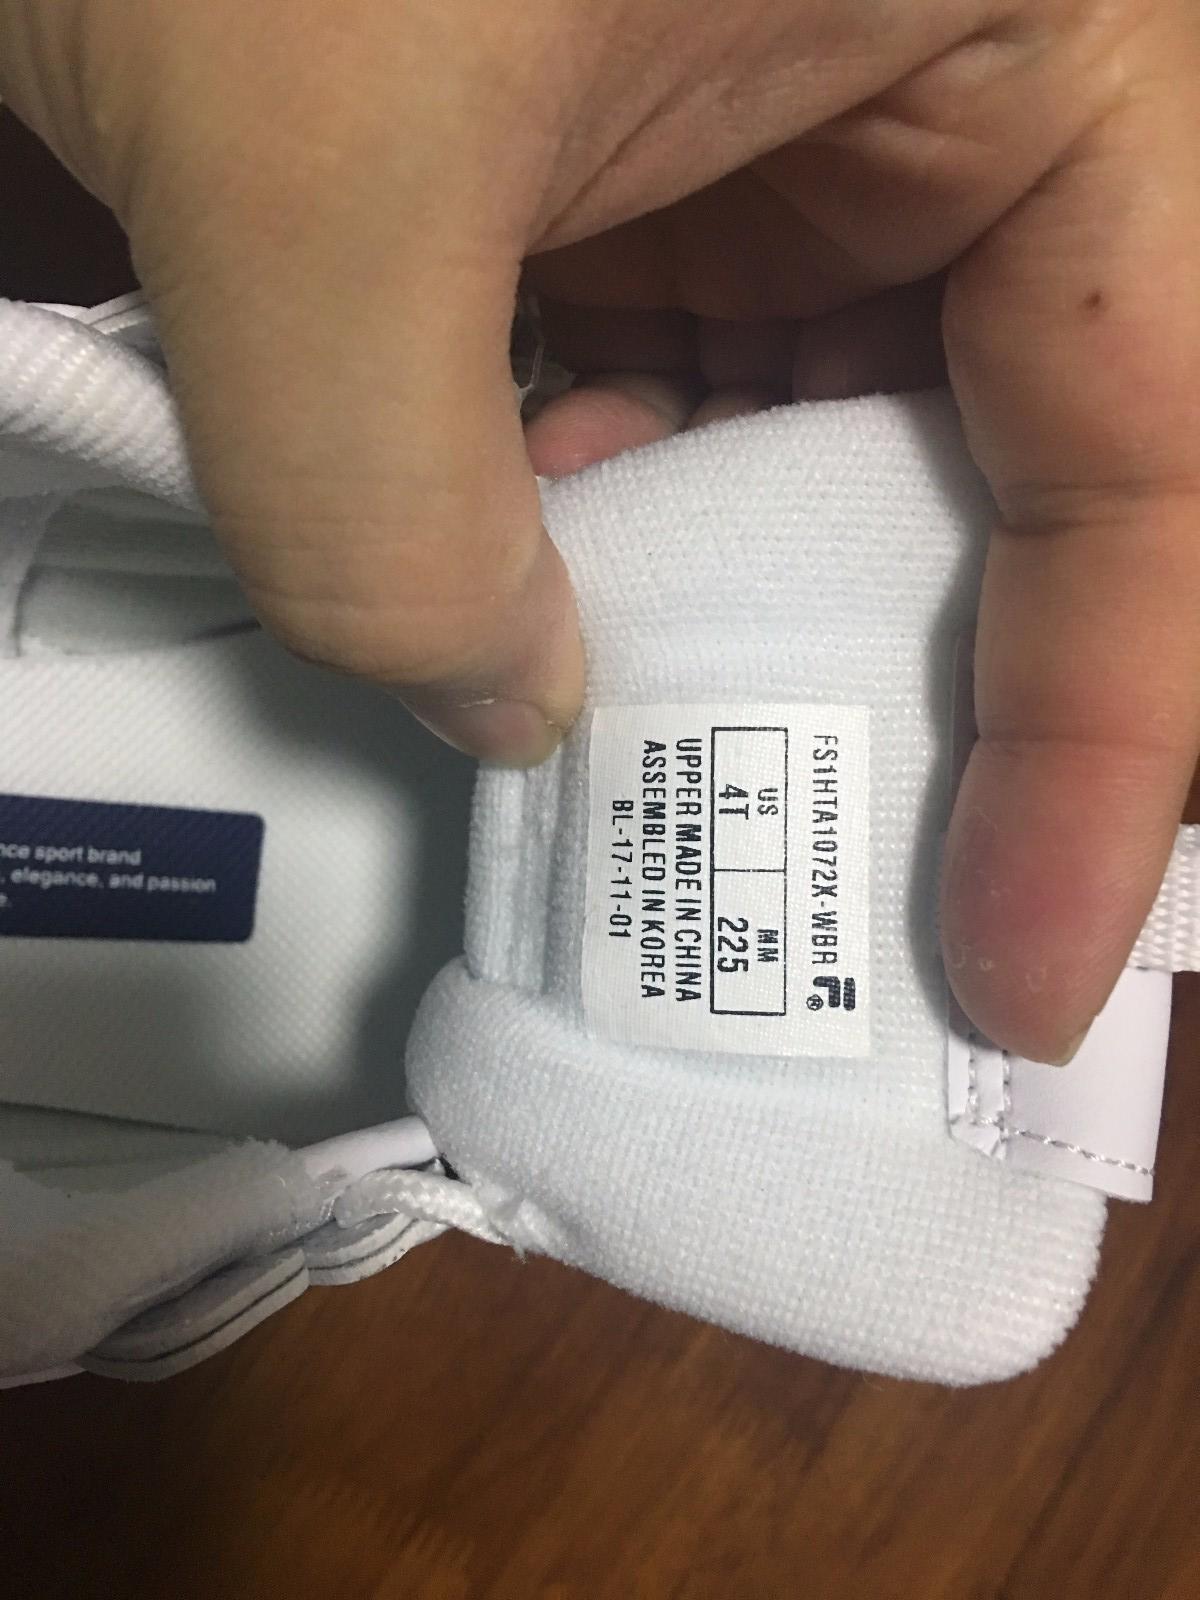 FS1HTA1072X-WBR
®
US MM
4T 225
UPPER MADE IN CHINA
ASSEMBLED IN KOREA
BL-17-11-01
sport brand
, elegance, and passion